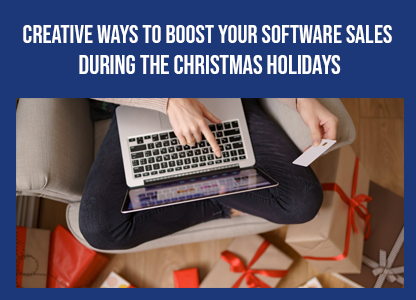 CREATIVE WAYS TO BOOST YOUR SOFTWARE SALES
DURING THE CHRISTMAS HOLIDAYS